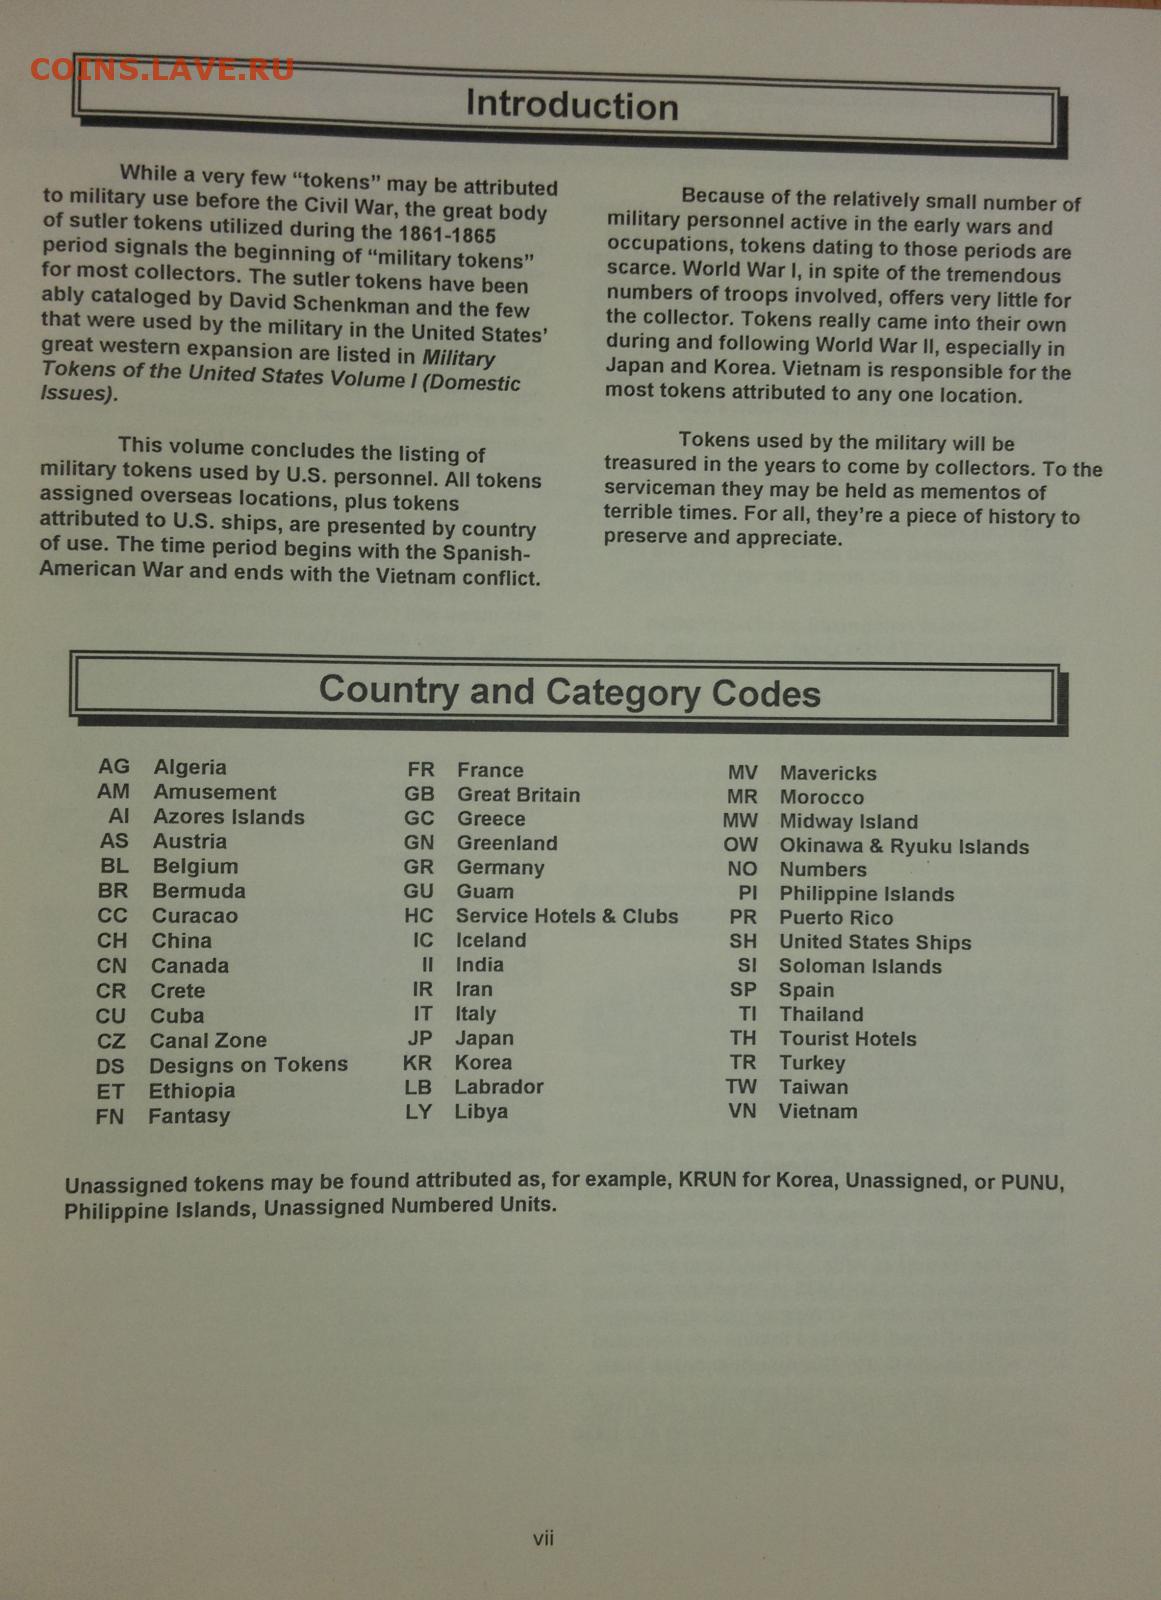 COINS.LAVE.RU
Introduction
While a very few “tokens” may be attributed
to military use before the Civil War, the great body
of sutler tokens utilized during the 1861-1865
period signals the beginning of “military tokens”
for most collectors. The sutler tokens have been
ably cataloged by David Schenkman and the few
that were used by the military in the United States’
great western expansion are listed in Military
Tokens of the United States Volume I (Domestic
Issues).
This volume concludes the listing of
military tokens used by U.S. personnel. All tokens
assigned overseas locations, plus tokens
attributed to U.S. ships, are presented by country
of use. The time period begins with the Spanish-
American War and ends with the Vietnam conflict.
Because of the relatively small number of
military personnel active in the early wars and
occupations, tokens dating to those periods are
scarce. World War I, in spite of the tremendous
numbers of troops involved, offers very little for
the collector. Tokens really came into their own
during and following World War II, especially in
Japan and Korea. Vietnam is responsible for the
most tokens attributed to any one location.
Tokens used by the military will be
treasured in the years to come by collectors. To the
serviceman they may be held as mementos of
terrible times. For all, they’re a piece of history to
preserve and appreciate.
Country and Category Codes
AG Algeria
AM Amusement
AI Azores Islands
AS Austria
BL Belgium
BR Bermuda
CC Curacao
CH China
CN Canada
CR Crete
CU Cuba
CZ Canal Zone
DS Designs on Tokens
ET Ethiopia
FN Fantasy
FR France
GB Great Britain
GC Greece
GN Greenland
GR Germany
GU Guam
HC Service Hotels & Clubs
IC Iceland
II India
IR Iran
IT Italy
JP Japan
KR Korea
LB Labrador
LY Libya
MV Mavericks
MR Morocco
MW Midway Island
OW Okinawa & Ryuku Islands
NO Numbers
PI Philippine Islands
PR Puerto Rico
SH United States Ships
SI Soloman Islands
SP Spain
TI Thailand
TH Tourist Hotels
TR Turkey
TW Taiwan
VN Vietnam
Unassigned tokens may be found attributed as, for example, KRUN for Korea, Unassigned, or PUNU,
Philippine Islands, Unassigned Numbered Units.
vii